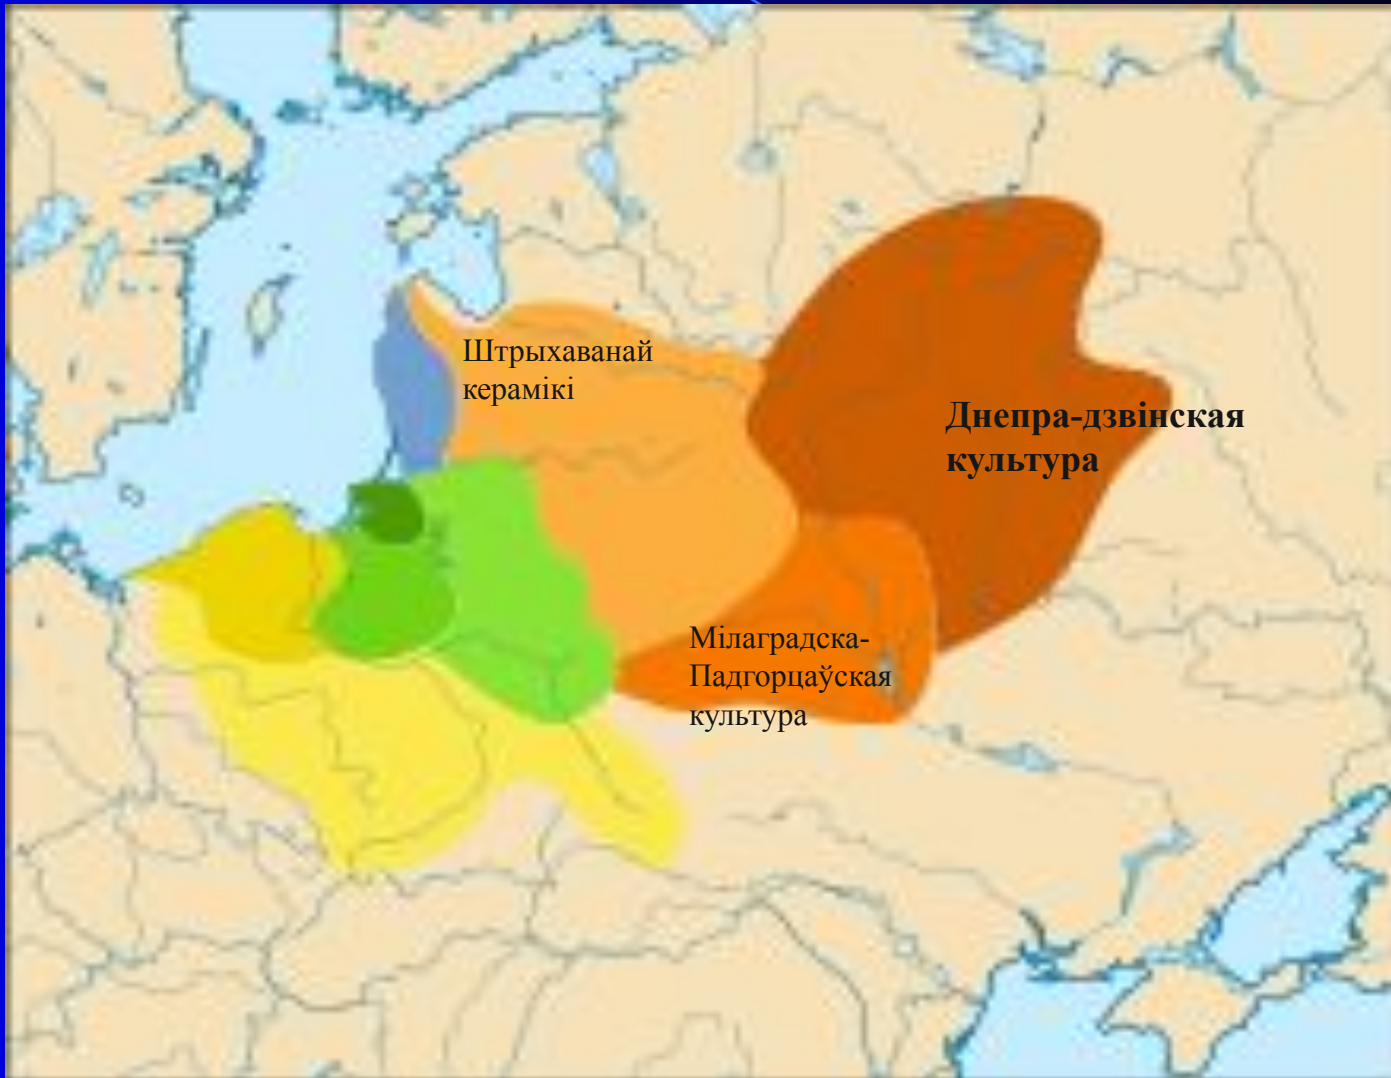 Штрыхаванай
керамікі
Днепра-дзвінская
культура
Мілаградска-
Падгорцаўская
культура